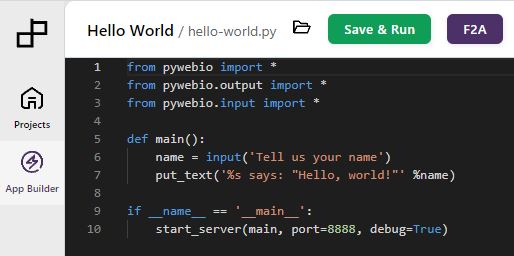 Hello World / hello-world.py Save & Run F2A
Projects
App Builder
1 from pywebio import *
2 from pywebio.output import *
3 from pywebio.input import *
4
5 def main():
6     name = input('Tell us your name')
7     put_text('%s says: "Hello, world!"' %name)
8
9 if __name__ == '__main__':
10     start_server(main, port=8888, debug=True)